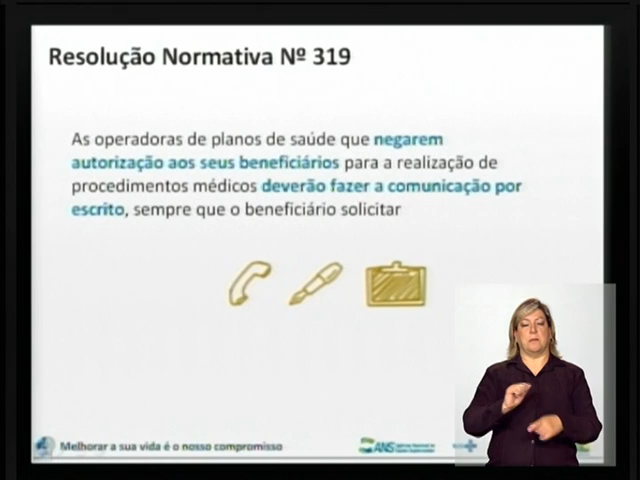 Resolução Normativa Nº 319
As operadoras de planos de saúde que negarem
autorização aos seus beneficiários para a realização de
procedimentos médicos deverão fazer a comunicação por
escrito, sempre que o beneficiário solicitar
Melhorar a sua vida é o nosso compromisso
ANS